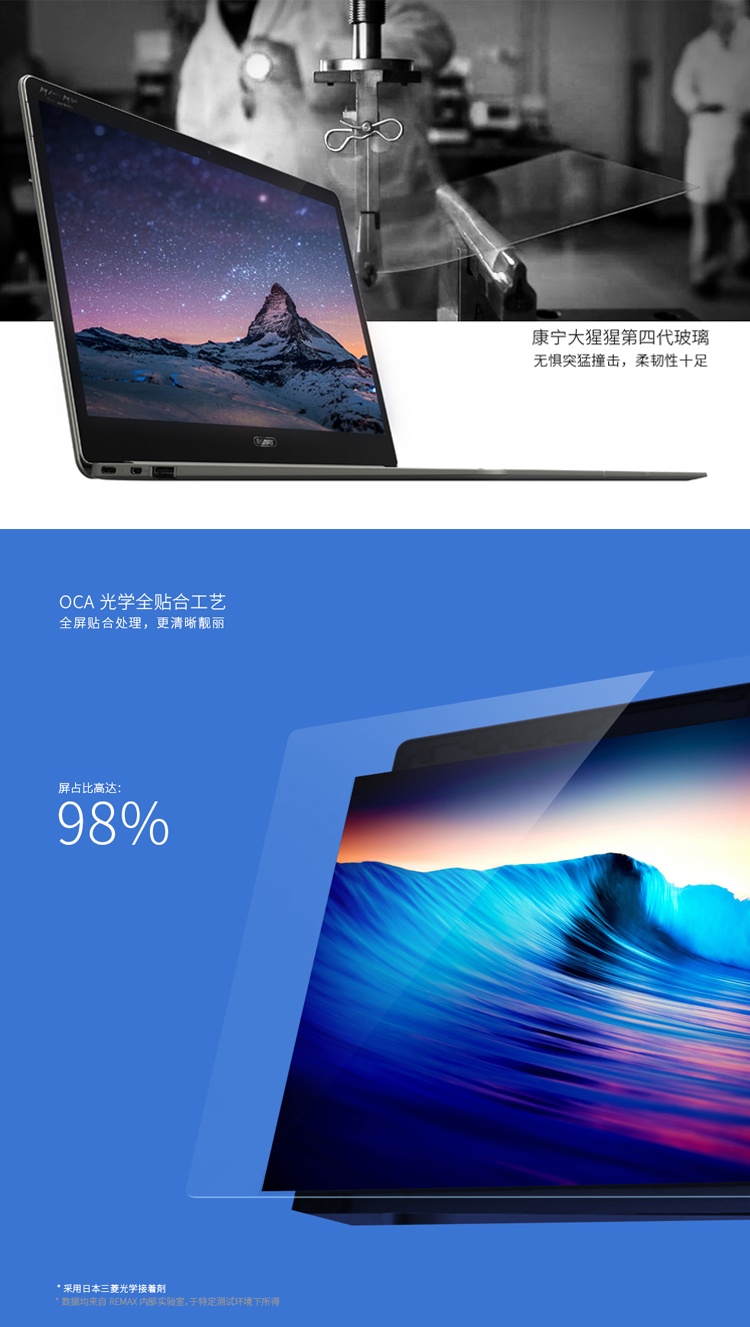 康宁大猩猩第四代玻璃
无惧突猛撞击，柔韧性十足
OCA 光学全贴合工艺
全屏贴合处理，更清晰靓丽
屏占比高达：
98%
* 采用日本三菱光学接着剂
* 数据均来自 REMAX 内部实验室，于特定测试环境下所得